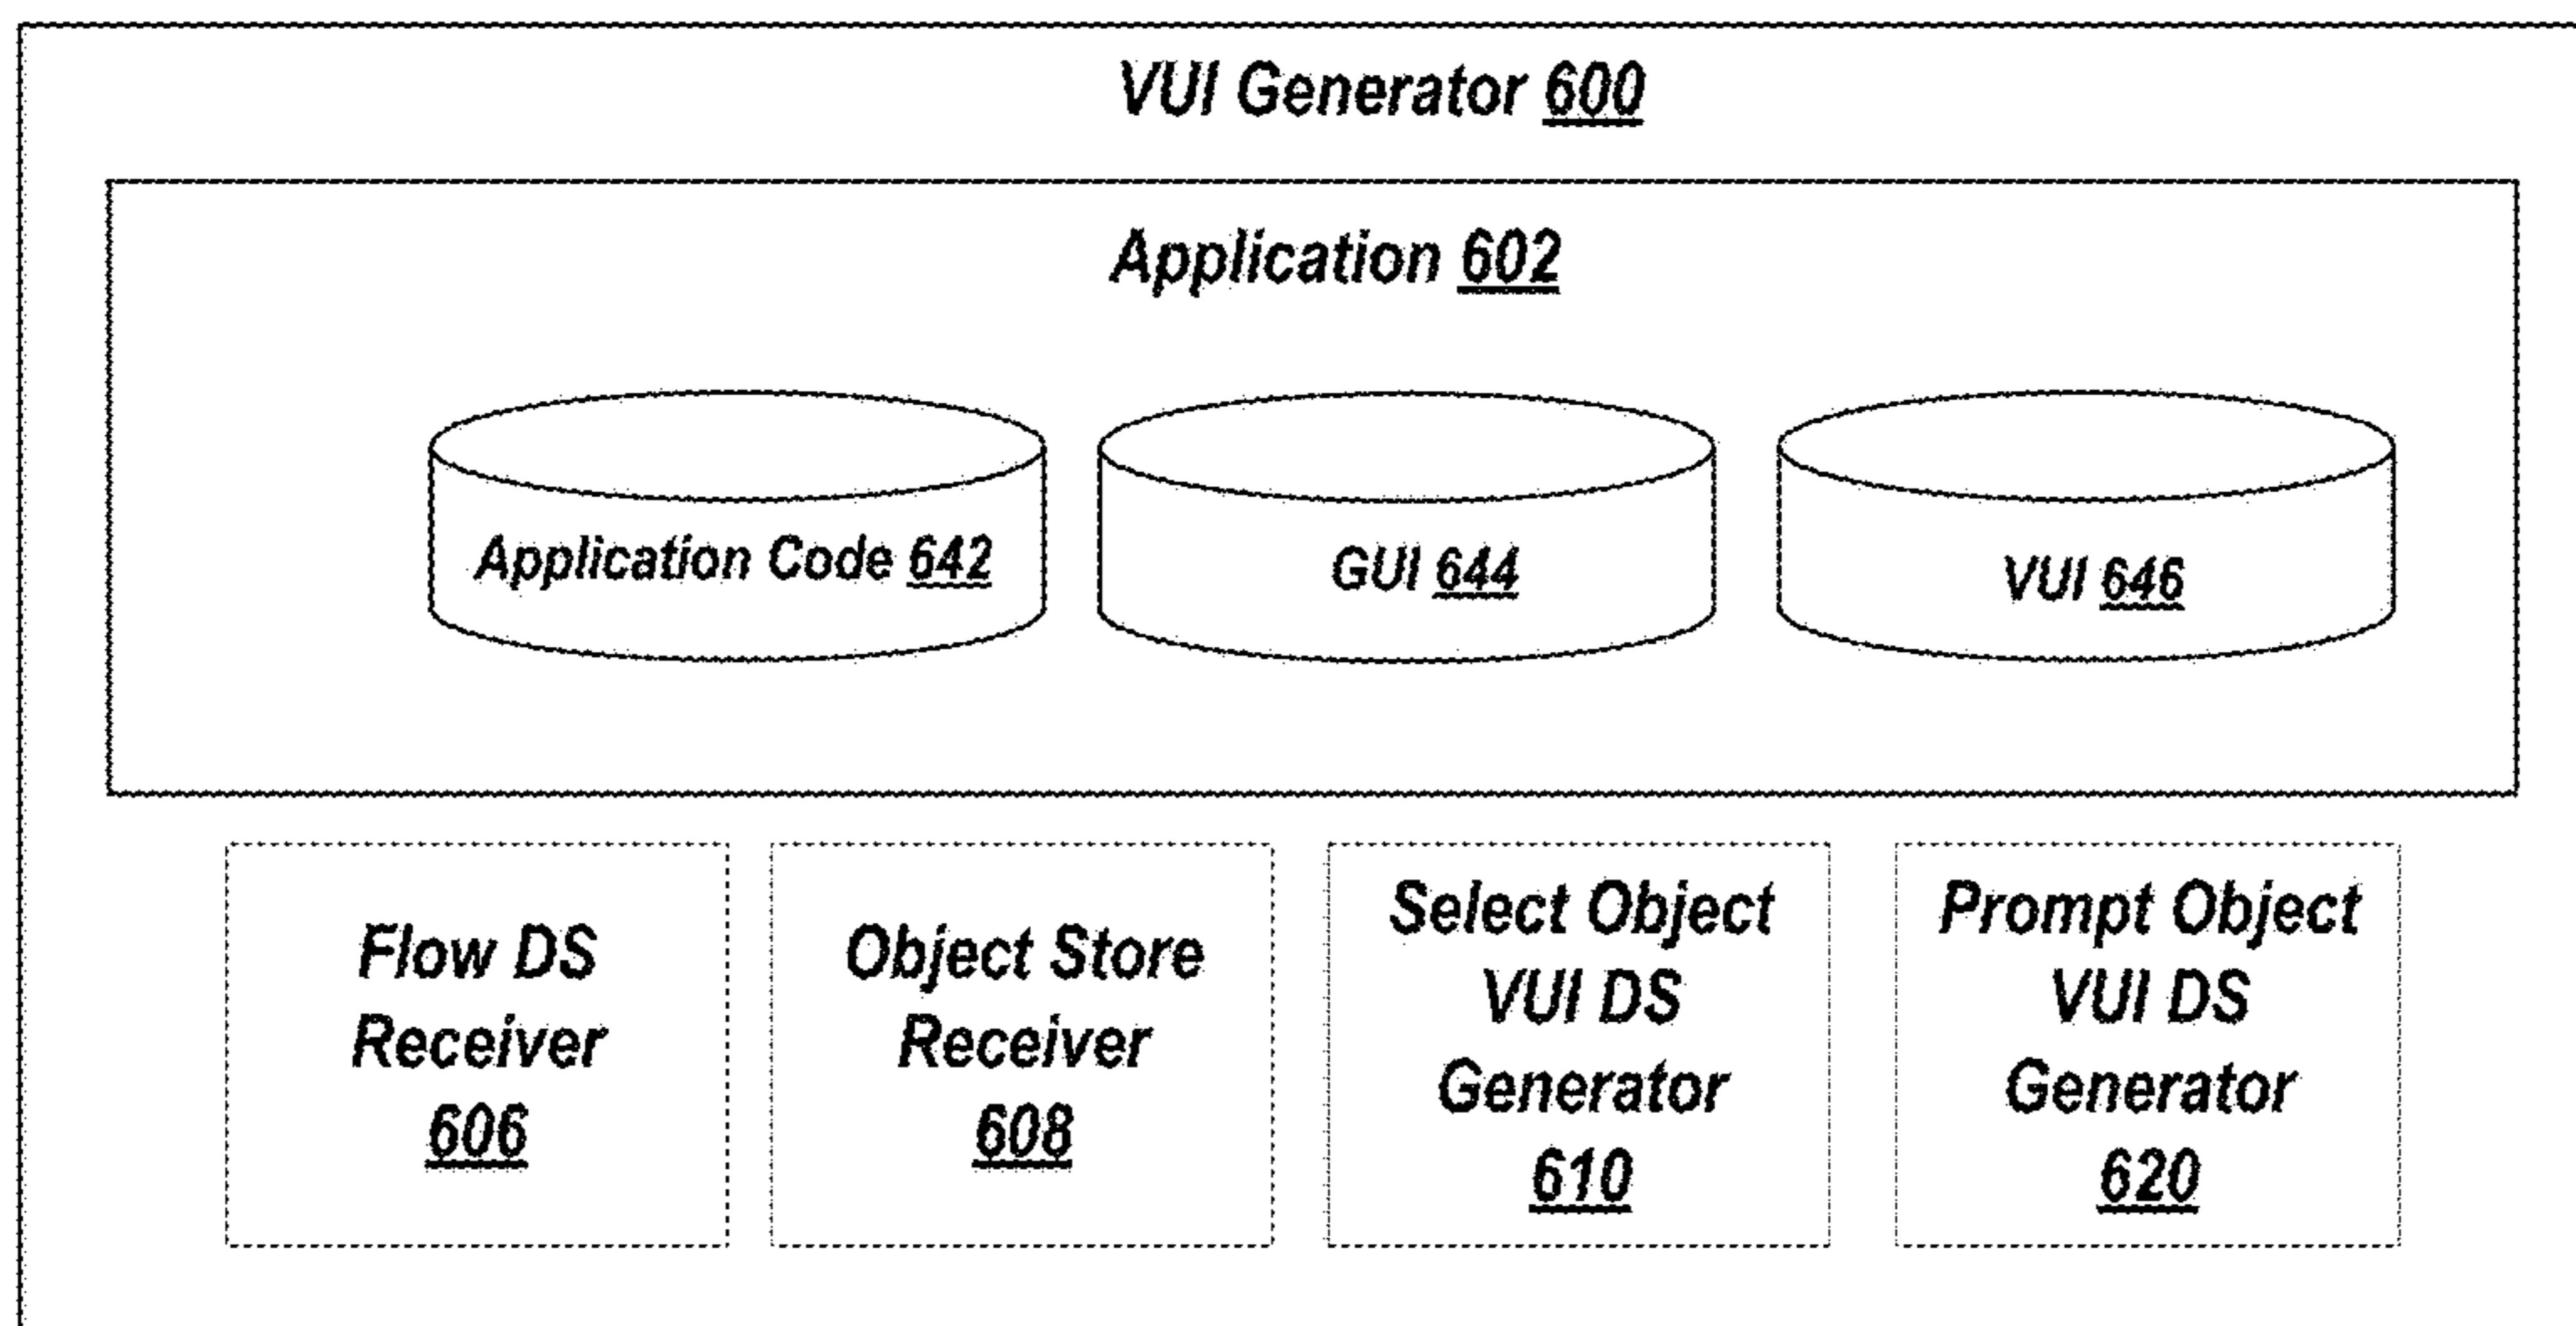 VUI Generator 600
Application 602
Application Code 642
GUI 644
VUI 646
Flow DS
Receiver
606
Object Store
Receiver
608
Select Object
VUI DS
Generator
610
Prompt Object
VUI DS
Generator
620